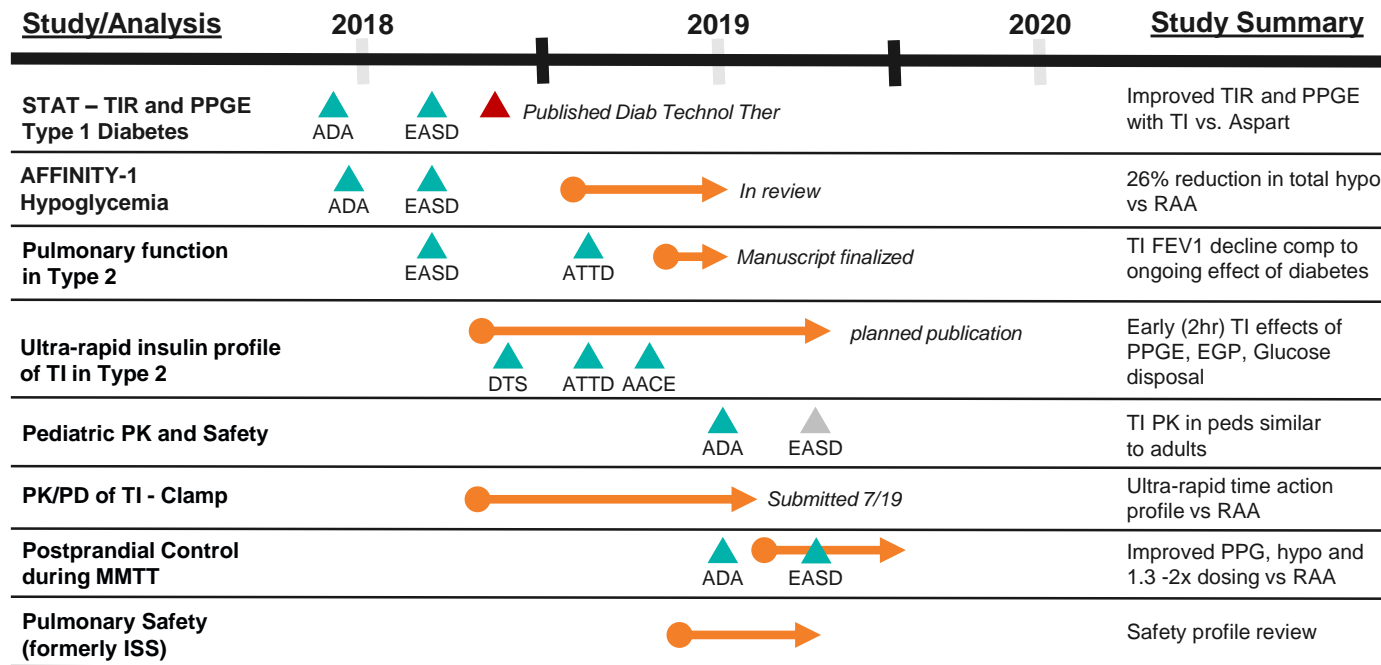 Study/Analysis 2018 2019 2020 Study Summary
STAT – TIR and PPGE
Type 1 Diabetes
ADA EASD
Published Diab Technol Ther
Improved TIR and PPGE
with TI vs. Aspart
AFFINITY-1
Hypoglycemia
ADA EASD
In review
26% reduction in total hypo
vs RAA
Pulmonary function
in Type 2
EASD ATTD
Manuscript finalized
TI FEV1 decline comp to
ongoing effect of diabetes
Ultra-rapid insulin profile
of TI in Type 2
planned publication
DTS ATTD AACE
Early (2hr) TI effects of
PPGE, EGP, Glucose
disposal
Pediatric PK and Safety
ADA EASD
TI PK in peds similar
to adults
PK/PD of TI - Clamp
Submitted 7/19
Ultra-rapid time action
profile vs RAA
Postprandial Control
during MMTT
ADA EASD
Improved PPG, hypo and
1.3 -2x dosing vs RAA
Pulmonary Safety
(formerly ISS)
Safety profile review